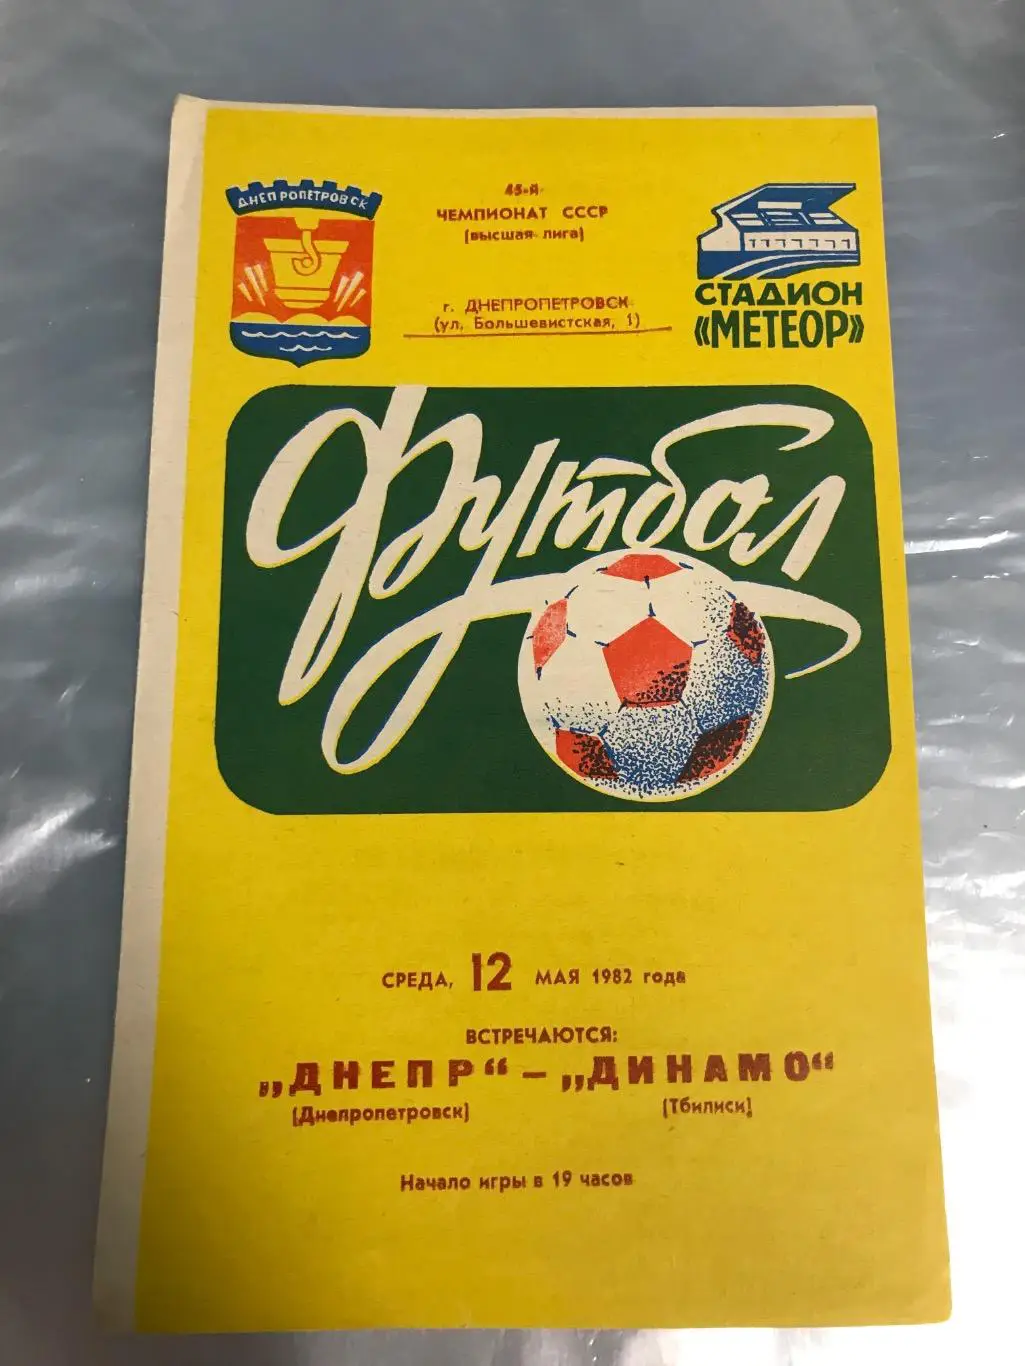 ДНЕПРОПЕТРОВСК
45-й
ЧЕМПИОНАТ СССР
(высшая лига)
г. ДНЕПРОПЕТРОВСК
(ул. Большевистская, 1)
СТАДИОН
«МЕТЕОР»
Футбол
СРЕДА, 12 МАЯ 1982 года
ВСТРЕЧАЮТСЯ:
„ДНЕПР“ – „ДИНАМО“
(Днепропетровск) (Тбилиси)
Начало игры в 19 часов